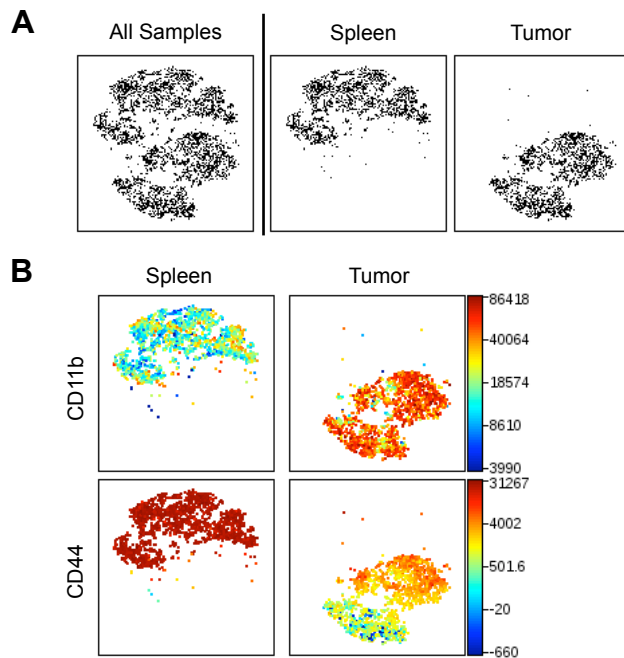 A
All Samples
Spleen
Tumor
B
Spleen
Tumor
CD11b
86418
40064
18574
8610
3990
CD44
31267
4002
501.6
-20
-660